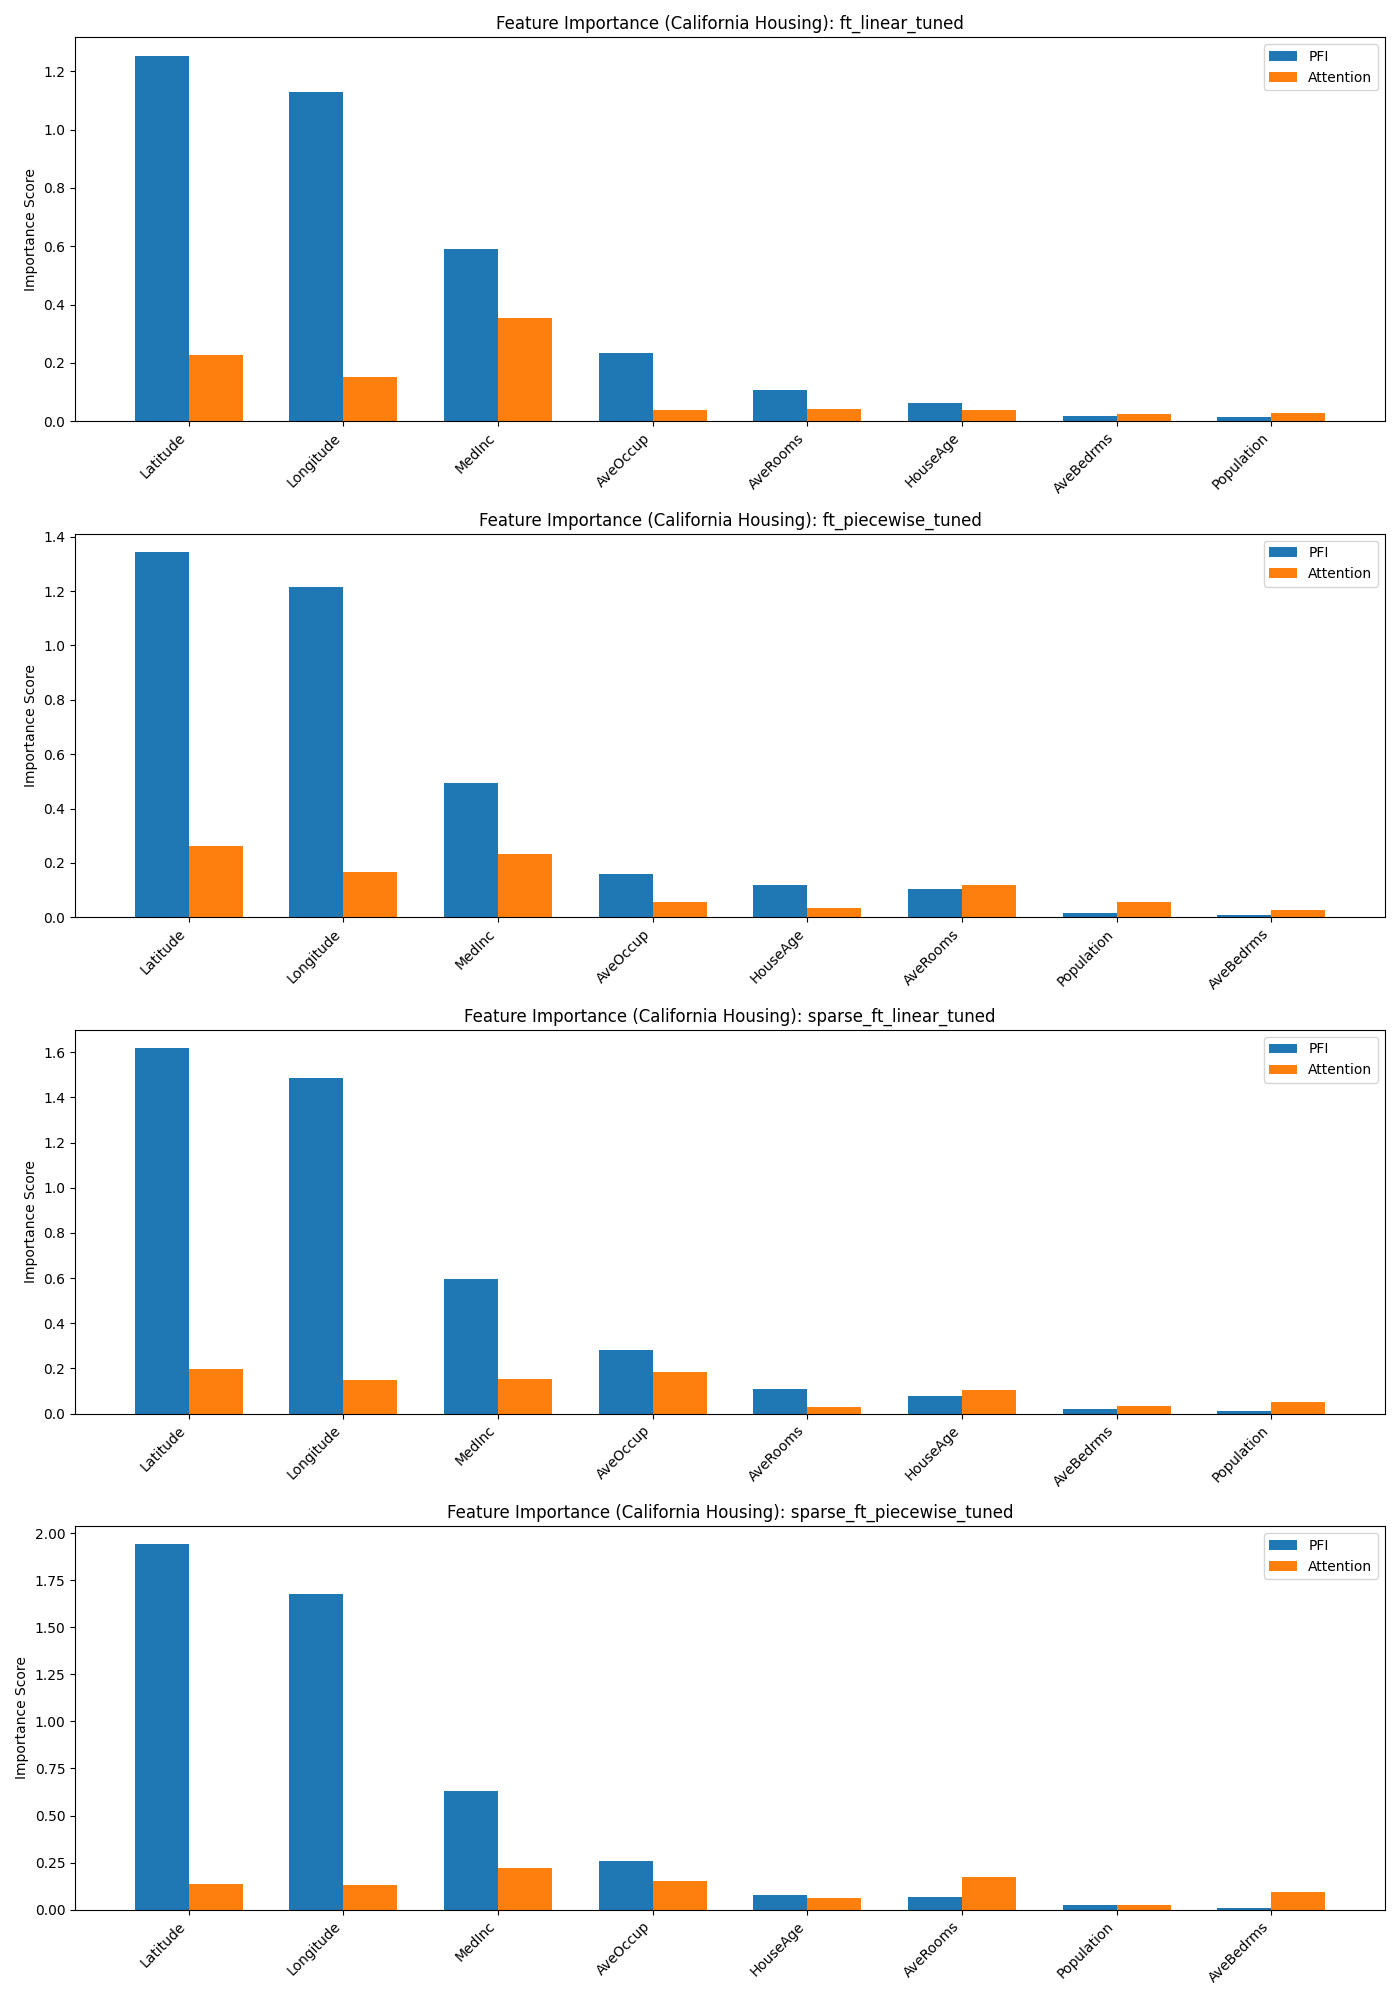 Feature Importance (California Housing): ft_linear_tuned
PFI
Attention
Importance Score
1.2
1.0
0.8
0.6
0.4
0.2
0.0
Latitude
Longitude
MedInc
AveOccup
AveRooms
HouseAge
AveBedrms
Population
Feature Importance (California Housing): ft_piecewise_tuned
PFI
Attention
Importance Score
1.4
1.2
1.0
0.8
0.6
0.4
0.2
0.0
Latitude
Longitude
MedInc
AveOccup
HouseAge
AveRooms
Population
AveBedrms
Feature Importance (California Housing): sparse_ft_linear_tuned
PFI
Attention
Importance Score
1.6
1.4
1.2
1.0
0.8
0.6
0.4
0.2
0.0
Latitude
Longitude
MedInc
AveOccup
AveRooms
HouseAge
AveBedrms
Population
Feature Importance (California Housing): sparse_ft_piecewise_tuned
PFI
Attention
Importance Score
2.00
1.75
1.50
1.25
1.00
0.75
0.50
0.25
0.00
Latitude
Longitude
MedInc
AveOccup
HouseAge
AveRooms
Population
AveBedrms